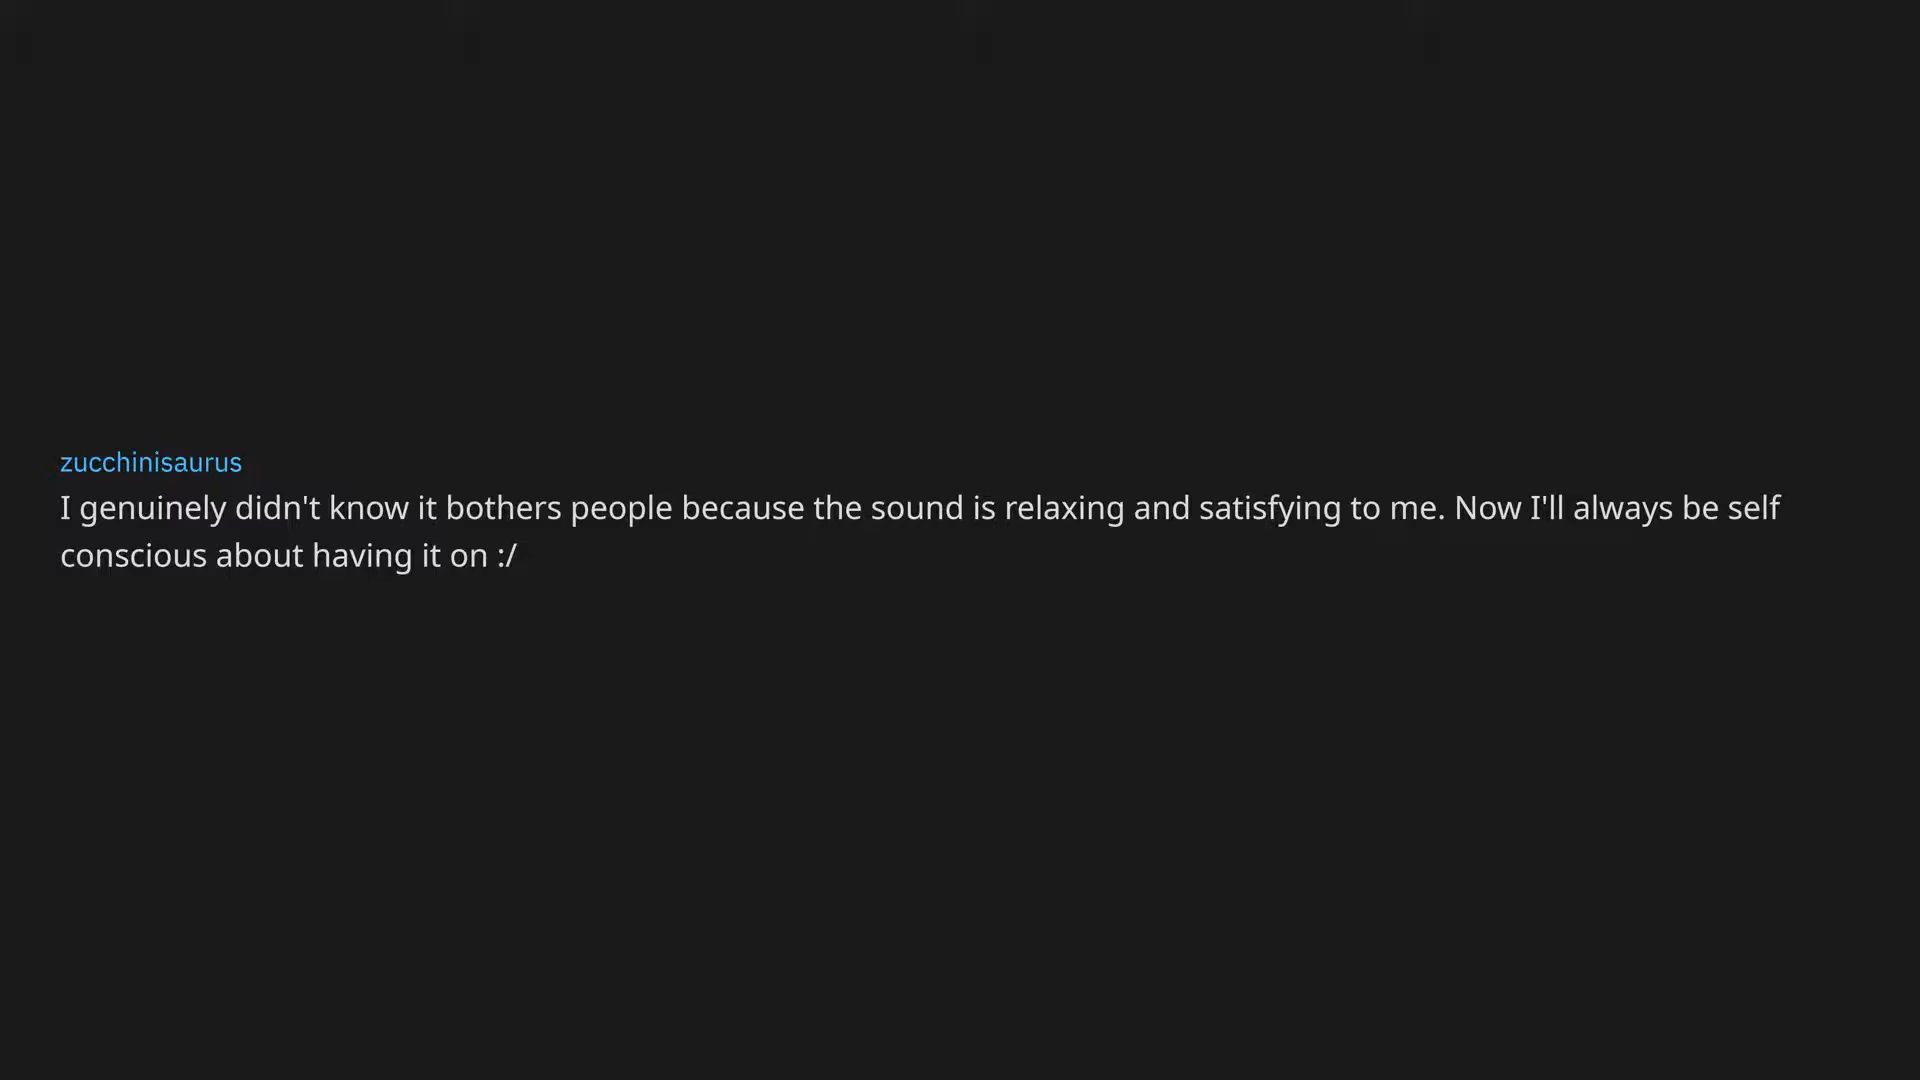 zucchinisaurus
I genuinely didn't know it bothers people because the sound is relaxing and satisfying to me. Now I'll always be self
conscious about having it on :/